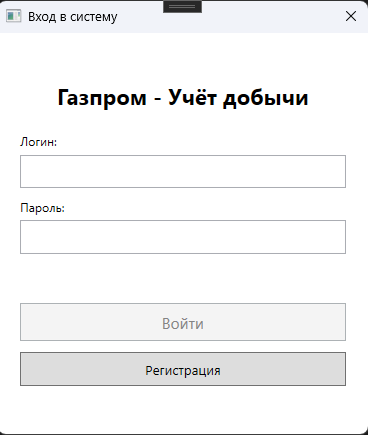 Вход в систему
Газпром - Учёт добычи
Логин:
Пароль:
Войти
Регистрация